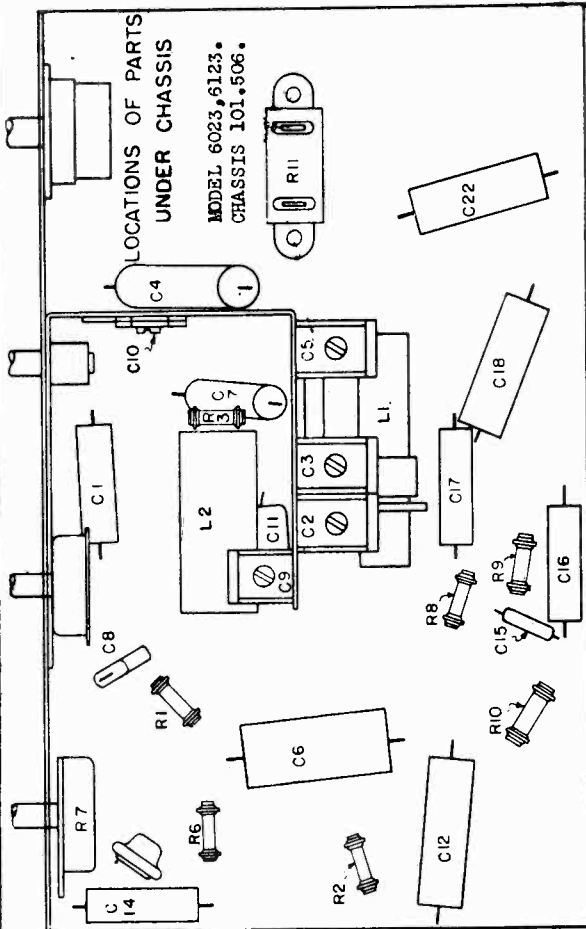 LOCATIONS OF PARTS
UNDER CHASSIS
MODEL 6023,6123.
CHASSIS 101.506.
R11
C22
C4
C10
C5
C18
C7
R3
L1
C1
L2
C3
C17
C11
C2
C9
R8
R9
C16
C15
C8
R1
R10
C6
R7
R6
R2
C12
C14